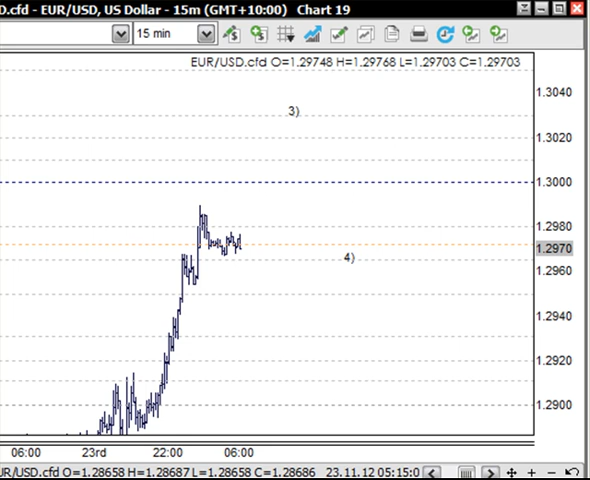 D.cfd - EUR/USD, US Dollar - 15m (GMT+10:00) Chart 19
15 min
EUR/USD.cfd O=1.29748 H=1.29768 L=1.29703 C=1.29703
1.3040
3)
1.3020
1.3000
1.2980
1.2970
4)
1.2960
1.2940
1.2920
1.2900
06:00 23rd 22:00 06:00
UR/USD.cfd O=1.28658 H=1.28687 L=1.28658 C=1.28686 23.11.12 05:15:0